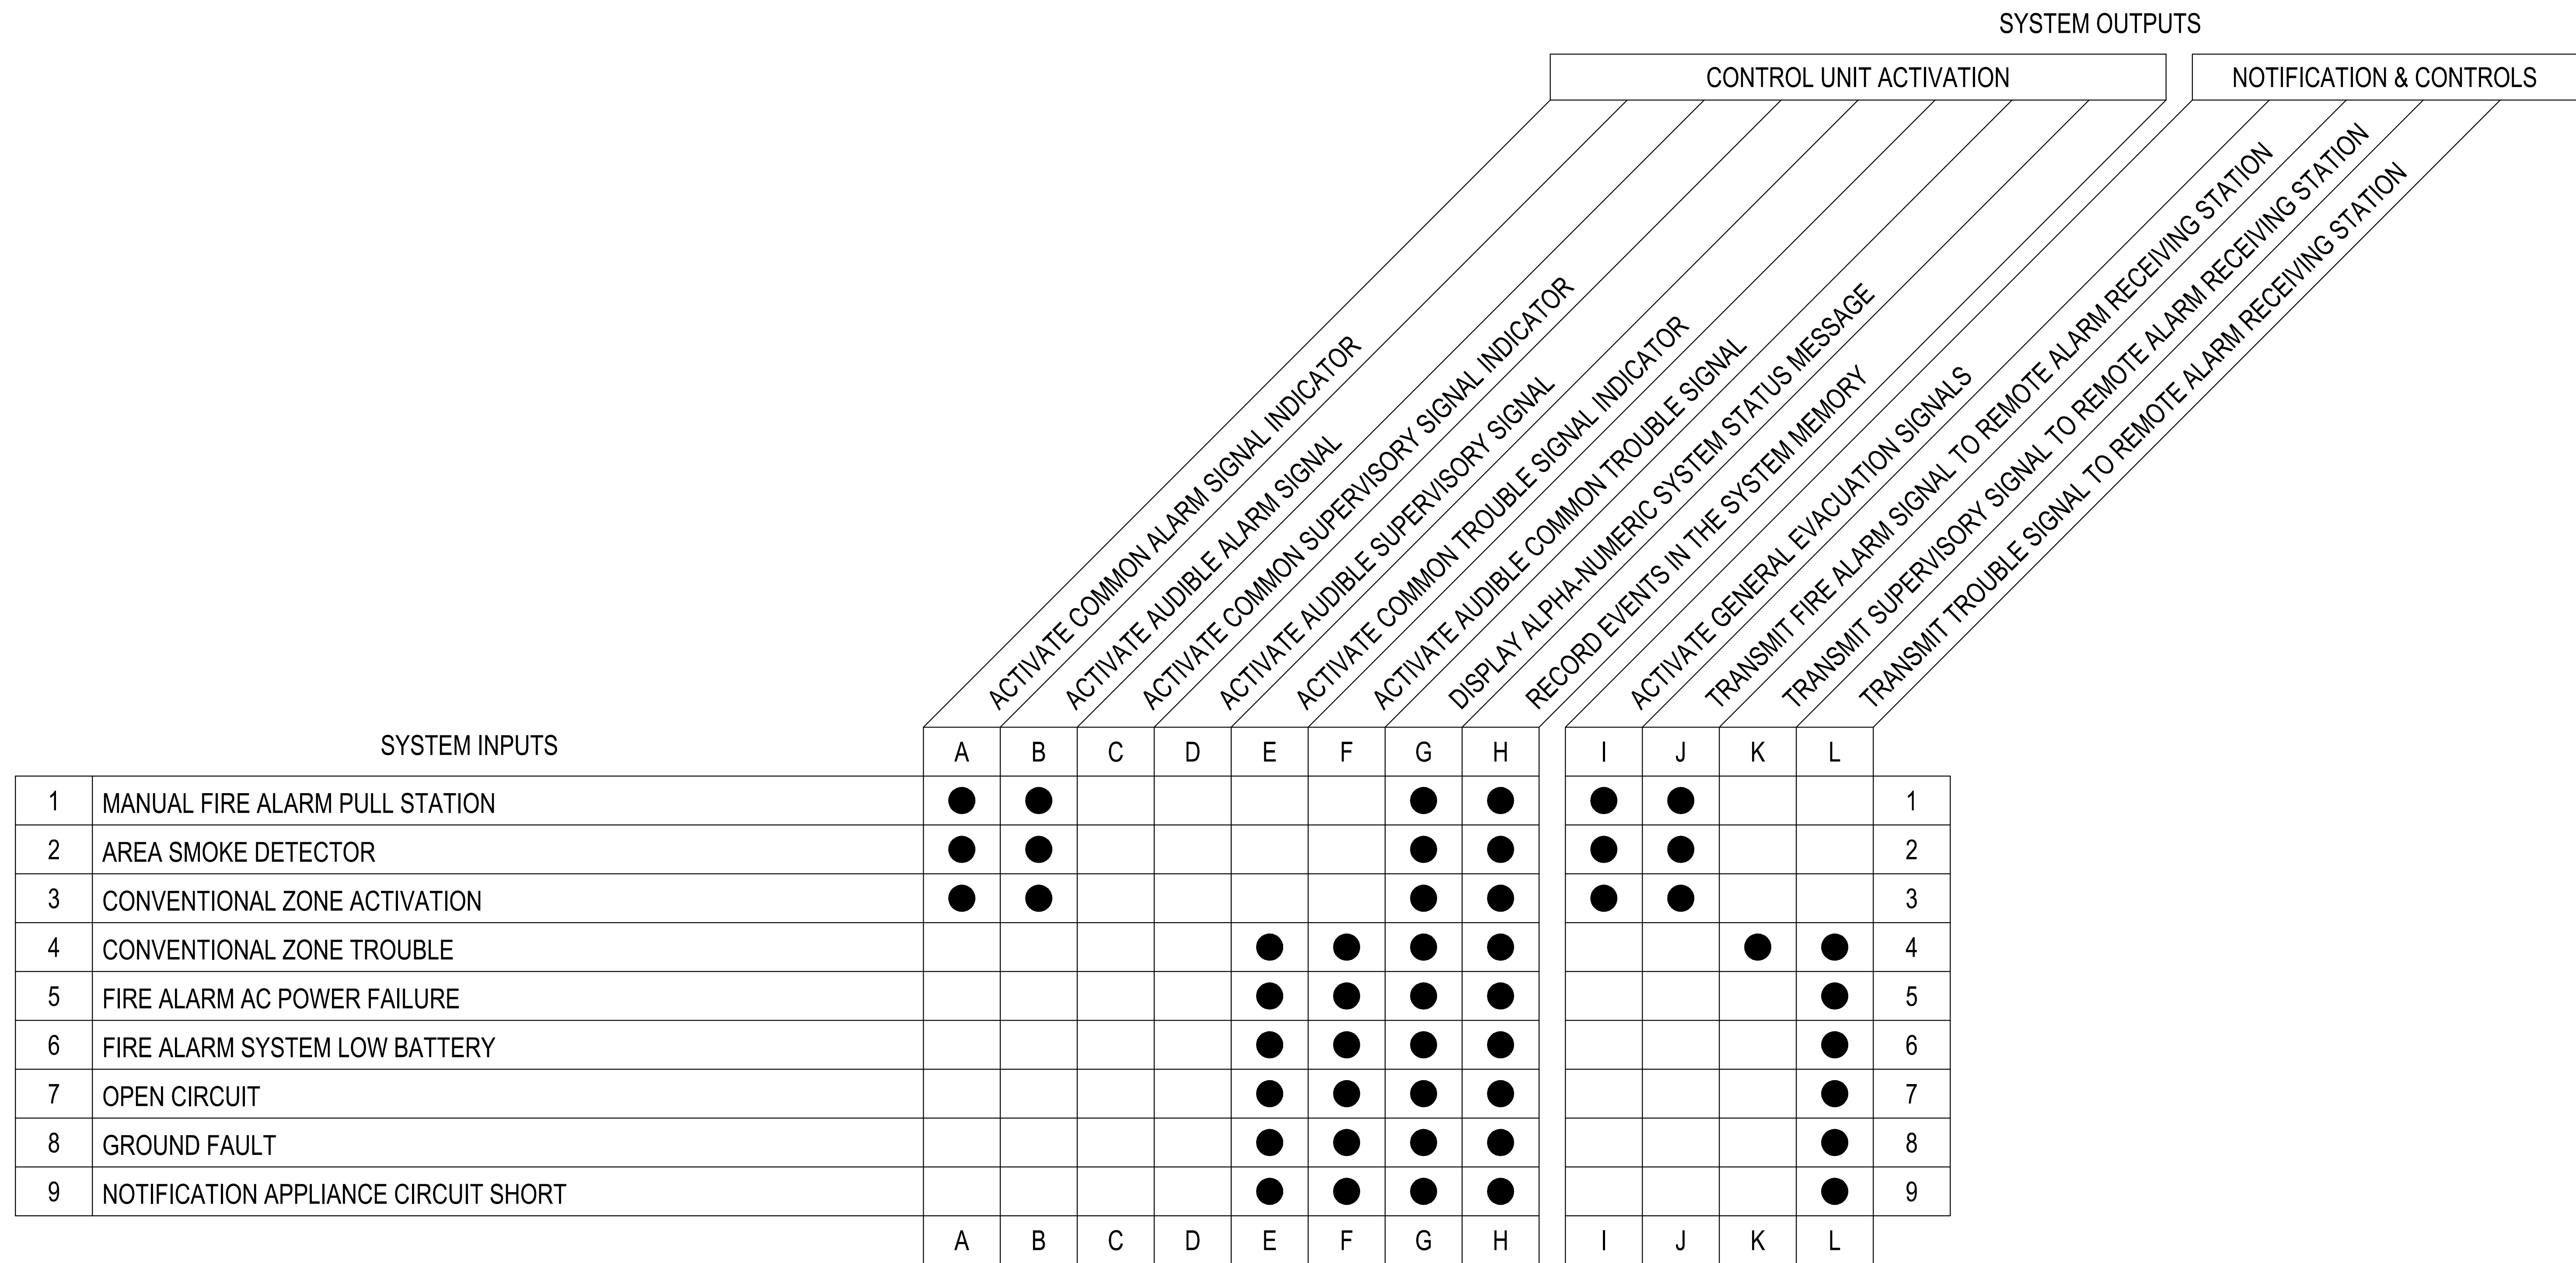 SYSTEM OUTPUTS
CONTROL UNIT ACTIVATION
NOTIFICATION & CONTROLS
ACTIVATE COMMON ALARM SIGNAL INDICATOR
ACTIVATE AUDIBLE ALARM SIGNAL
ACTIVATE COMMON SUPERVISORY SIGNAL INDICATOR
ACTIVATE AUDIBLE SUPERVISORY SIGNAL
ACTIVATE COMMON TROUBLE SIGNAL INDICATOR
ACTIVATE AUDIBLE COMMON TROUBLE SIGNAL
DISPLAY ALPHA-NUMERIC SYSTEM STATUS MESSAGE
RECORD EVENTS IN THE SYSTEM MEMORY
ACTIVATE GENERAL EVACUATION SIGNALS
TRANSMIT FIRE ALARM SIGNAL TO REMOTE ALARM RECEIVING STATION
TRANSMIT SUPERVISORY SIGNAL TO REMOTE ALARM RECEIVING STATION
TRANSMIT TROUBLE SIGNAL TO REMOTE ALARM RECEIVING STATION
SYSTEM INPUTS
A B C D E F G H I J K L
1 MANUAL FIRE ALARM PULL STATION 1
2 AREA SMOKE DETECTOR 2
3 CONVENTIONAL ZONE ACTIVATION 3
4 CONVENTIONAL ZONE TROUBLE 4
5 FIRE ALARM AC POWER FAILURE 5
6 FIRE ALARM SYSTEM LOW BATTERY 6
7 OPEN CIRCUIT 7
8 GROUND FAULT 8
9 NOTIFICATION APPLIANCE CIRCUIT SHORT 9
A B C D E F G H I J K L